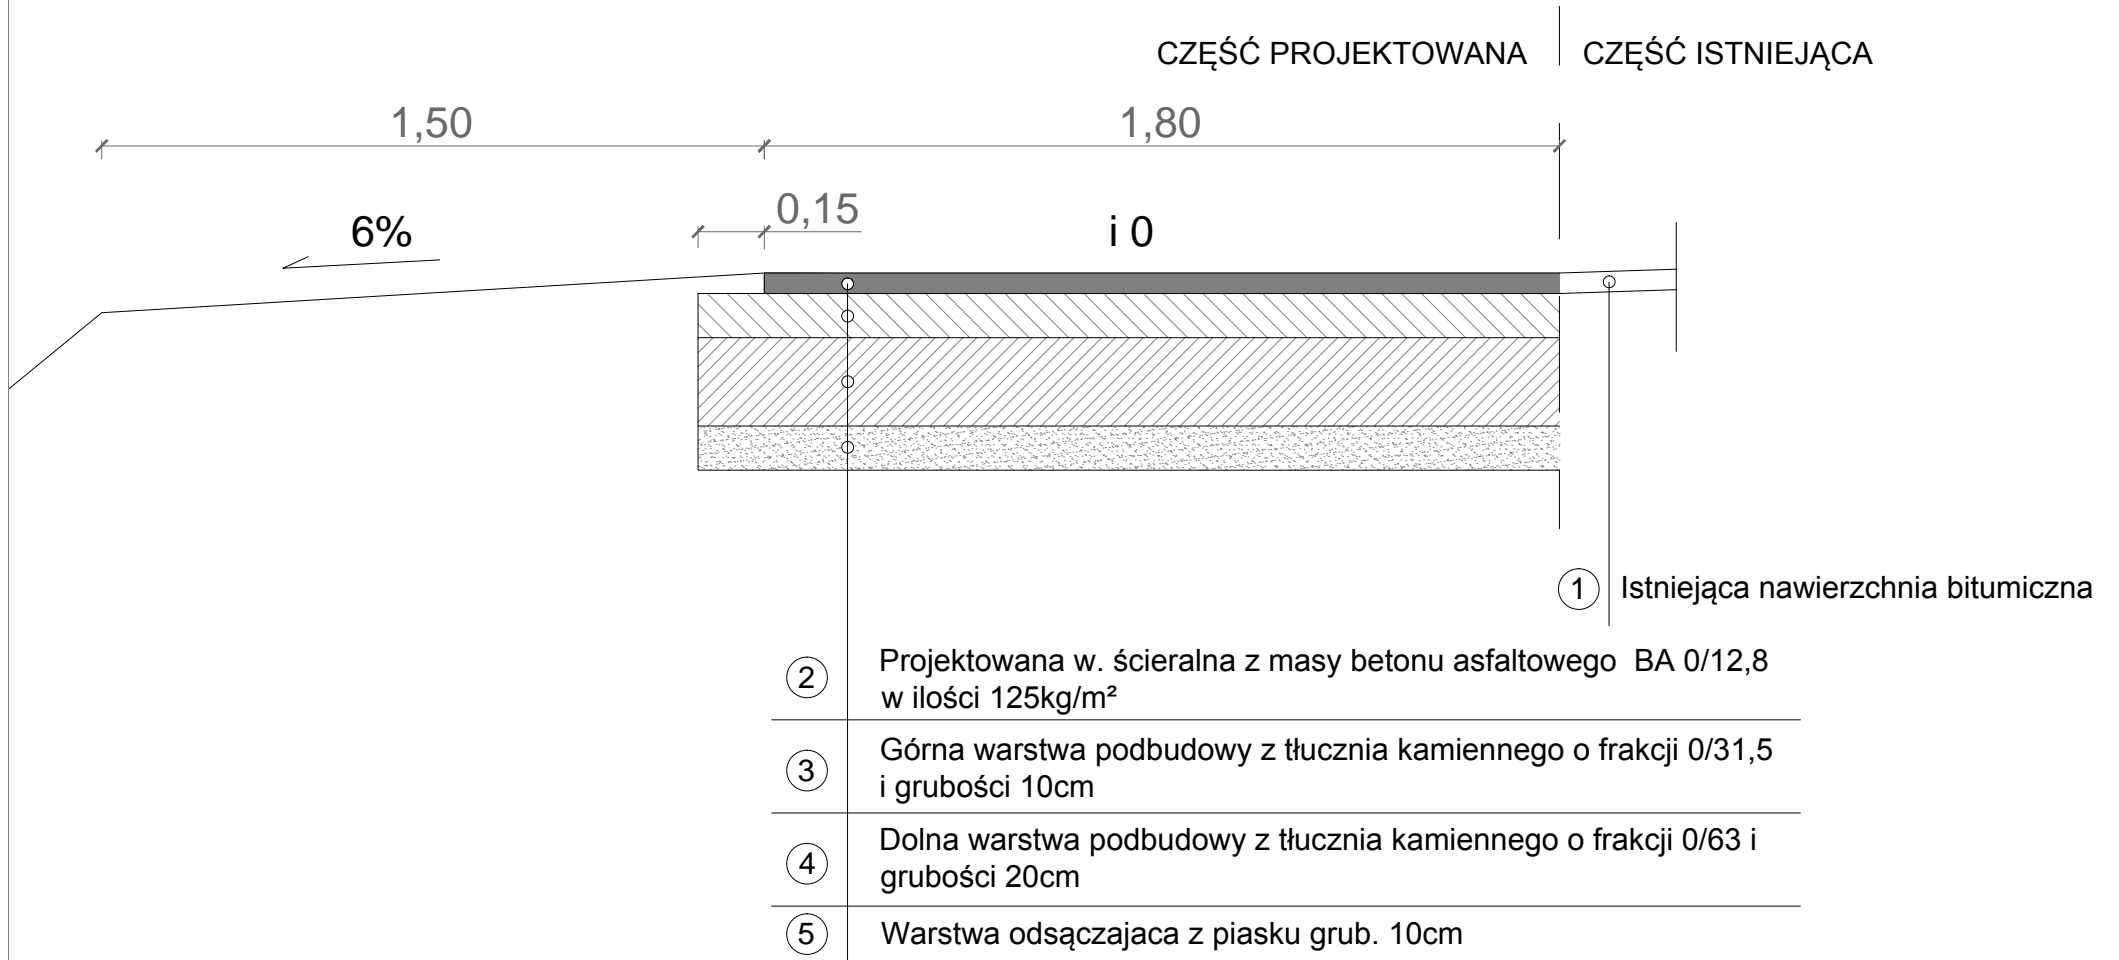 CZĘŚĆ PROJEKTOWANA
CZĘŚĆ ISTNIEJĄCA
1,50
1,80
0,15
6%
i 0
1 Istniejąca nawierzchnia bitumiczna
2 Projektowana w. ścieralna z masy betonu asfaltowego BA 0/12,8
w ilości 125kg/m²
3 Górna warstwa podbudowy z tłucznia kamiennego o frakcji 0/31,5
i grubości 10cm
4 Dolna warstwa podbudowy z tłucznia kamiennego o frakcji 0/63 i
grubości 20cm
5 Warstwa odsączajaca z piasku grub. 10cm